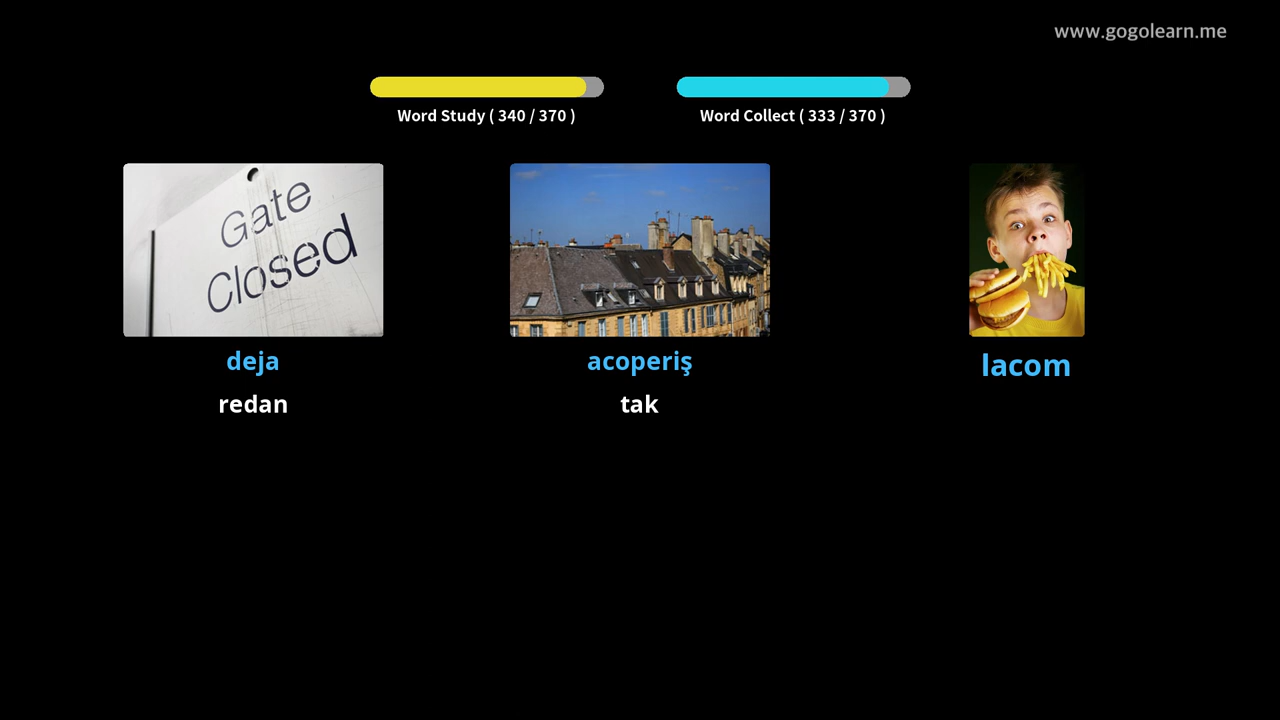 www.gogolearn.me
Word Study ( 340 / 370 )
Word Collect ( 333 / 370 )
Gate
Closed
deja
acoperiş
lacom
redan
tak